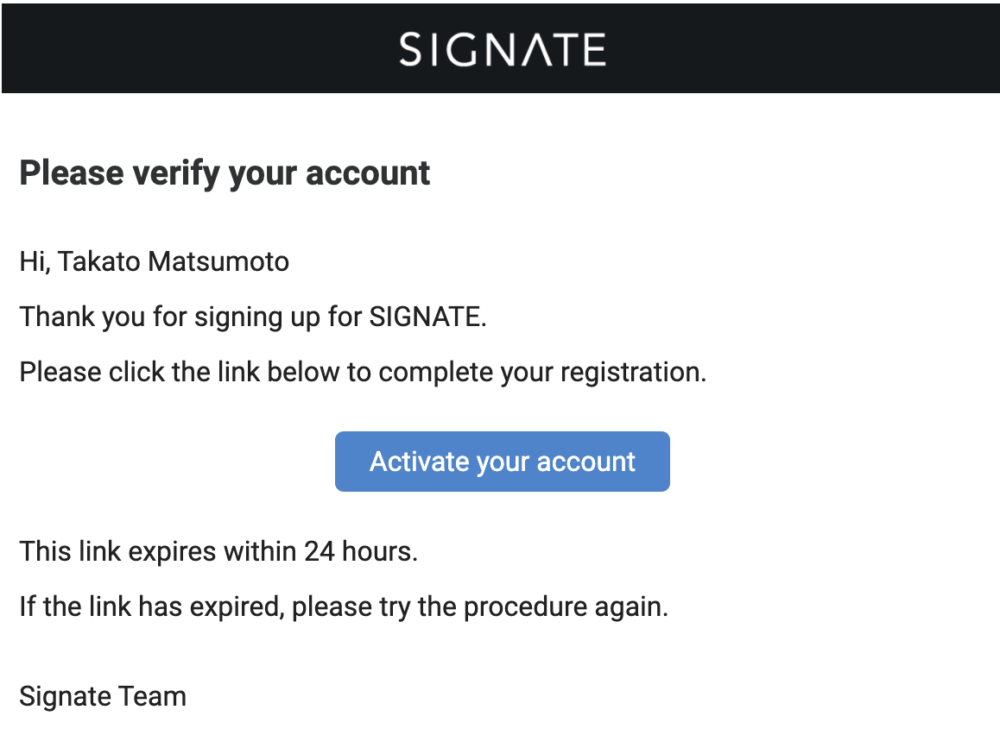 SIGNATE
Please verify your account
Hi, Takato Matsumoto
Thank you for signing up for SIGNATE.
Please click the link below to complete your registration.
Activate your account
This link expires within 24 hours.
If the link has expired, please try the procedure again.
Signate Team